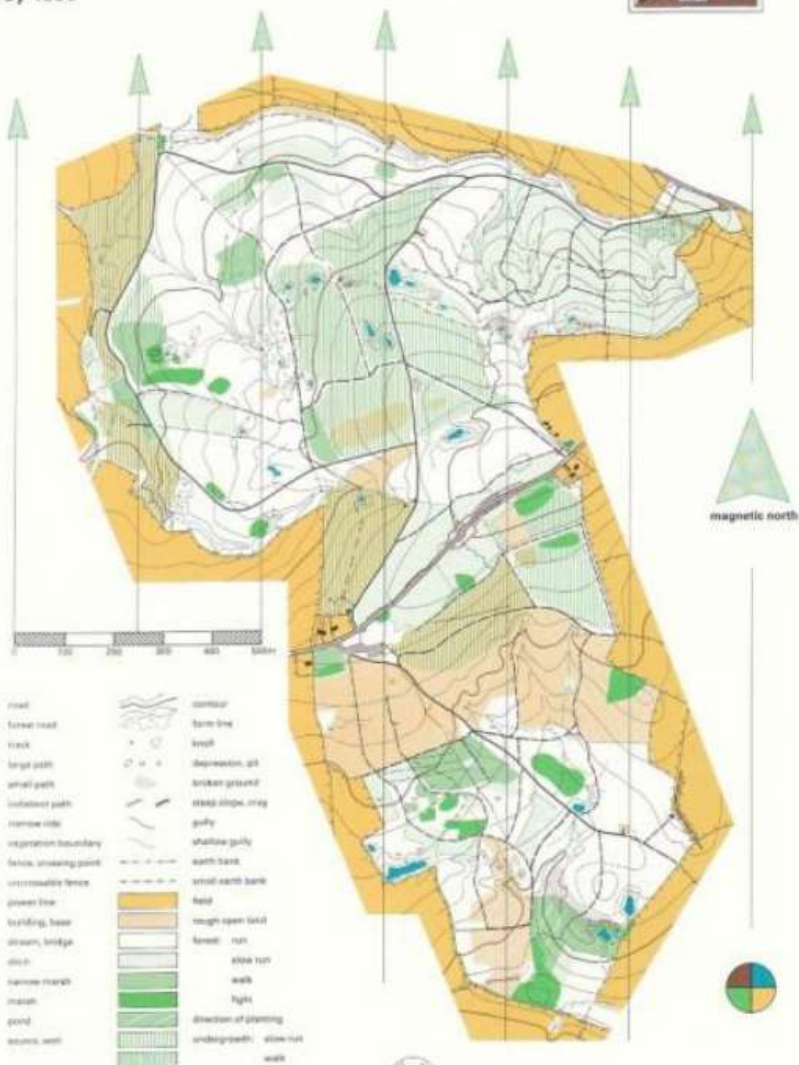 magnetic north
0 100 200 300 400 500m
road
forest road
track
large path
small path
indistinct path
narrow ride
vegetation boundary
fence, crossing point
uncrossable fence
power line
building, base
stream, bridge
ditch
narrow marsh
marsh
pond
source, well
contour
form line
knoll
depression, pit
broken ground
steep slope, crag
gully
shallow gully
earth bank
small earth bank
field
rough open land
forest: run
slow run
walk
fight
direction of planting
undergrowth: slow run
walk